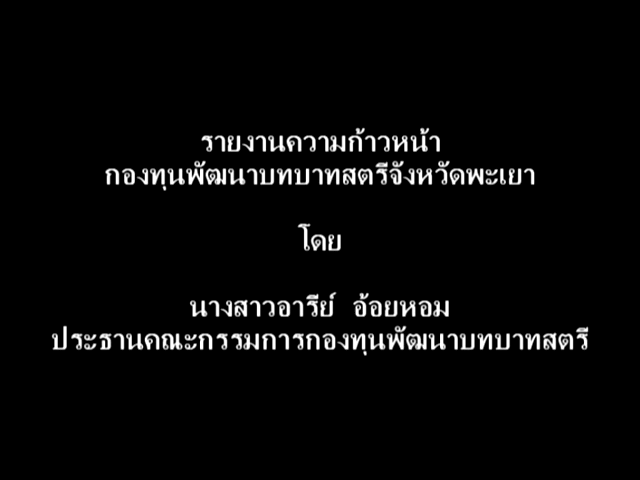 รายงานความก้าวหน้า
กองทุนพัฒนาบทบาทสตรีจังหวัดพะเยา
โดย
นางสาวอารีย์ อ้อยหอม
ประธานคณะกรรมการกองทุนพัฒนาบทบาทสตรี